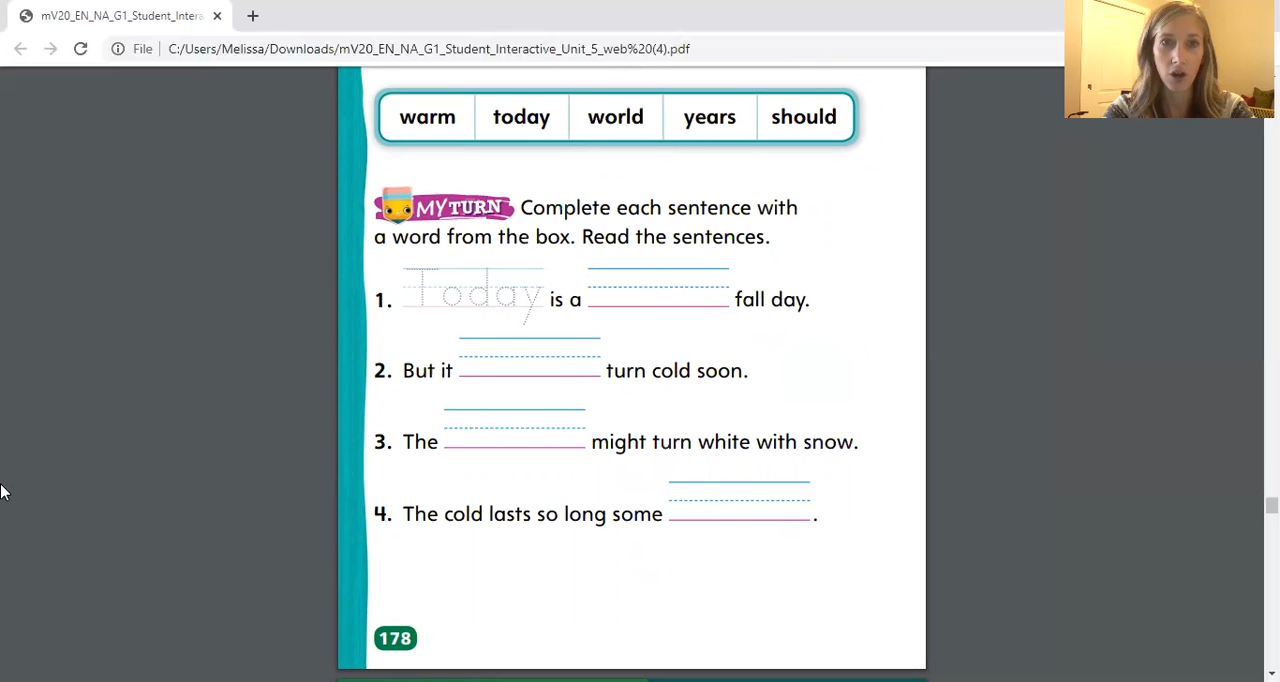 mV20_EN_NA_G1_Student_Intera
File C:/Users/Melissa/Downloads/mV20_EN_NA_G1_Student_Interactive_Unit_5_web%20(4).pdf
warm today world years should
MY TURN Complete each sentence with
a word from the box. Read the sentences.
1. Today is a fall day.
2. But it turn cold soon.
3. The might turn white with snow.
4. The cold lasts so long some .
178